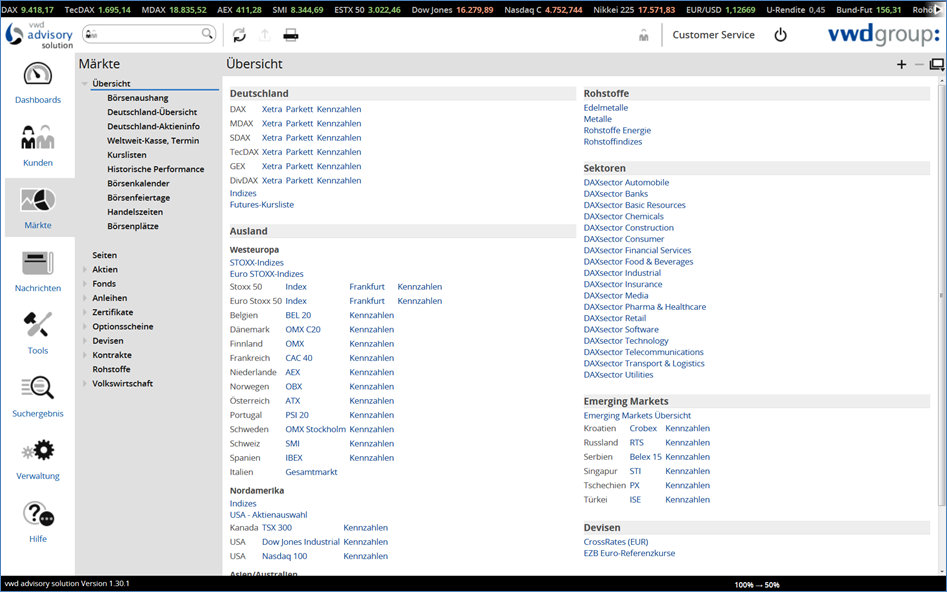 DAX 9.418,17 TecDAX 1.695,14 MDAX 18.835,52 AEX 411,28 SMI 8.344,69 ESTX 50 3.022,46 Dow Jones 16.279,89 Nasdaq C 4.752,744 Nikkei 225 17.571,83 EUR/USD 1,12669 U-Rendite 0,45 Bund-Fut 156,31 Rohö
vwd
advisory
solution
Customer Service
vwdgroup:
Dashboards
Kunden
Märkte
Nachrichten
Tools
Suchergebnis
Verwaltung
Hilfe
Märkte
Übersicht
Börsenaushang
Deutschland-Übersicht
Deutschland-Aktieninfo
Weltweit-Kasse, Termin
Kurslisten
Historische Performance
Börsenkalender
Börsenfeiertage
Handelszeiten
Börsenplätze
Seiten
Aktien
Fonds
Anleihen
Zertifikate
Optionsscheine
Devisen
Kontrakte
Rohstoffe
Volkswirtschaft
Übersicht
Deutschland
DAX Xetra Parkett Kennzahlen
MDAX Xetra Parkett Kennzahlen
SDAX Xetra Parkett Kennzahlen
TecDAX Xetra Parkett Kennzahlen
GEX Xetra Parkett Kennzahlen
DivDAX Xetra Parkett Kennzahlen
Indizes
Futures-Kursliste
Ausland
Westeuropa
STOXX-Indizes
Euro STOXX-Indizes
Stoxx 50 Index Frankfurt Kennzahlen
Euro Stoxx 50 Index Frankfurt Kennzahlen
Belgien BEL 20 Kennzahlen
Dänemark OMX C20 Kennzahlen
Finnland OMX Kennzahlen
Frankreich CAC 40 Kennzahlen
Niederlande AEX Kennzahlen
Norwegen OBX Kennzahlen
Österreich ATX Kennzahlen
Portugal PSI 20 Kennzahlen
Schweden OMX Stockholm Kennzahlen
Schweiz SMI Kennzahlen
Spanien IBEX Kennzahlen
Italien Gesamtmarkt
Nordamerika
Indizes
USA - Aktienauswahl
Kanada TSX 300 Kennzahlen
USA Dow Jones Industrial Kennzahlen
USA Nasdaq 100 Kennzahlen
Asien/Australien
Rohstoffe
Edelmetalle
Metalle
Rohstoffe Energie
Rohstoffindizes
Sektoren
DAXsector Automobile
DAXsector Banks
DAXsector Basic Resources
DAXsector Chemicals
DAXsector Construction
DAXsector Consumer
DAXsector Financial Services
DAXsector Food & Beverages
DAXsector Industrial
DAXsector Insurance
DAXsector Media
DAXsector Pharma & Healthcare
DAXsector Retail
DAXsector Software
DAXsector Technology
DAXsector Telecommunications
DAXsector Transport & Logistics
DAXsector Utilities
Emerging Markets
Emerging Markets Übersicht
Kroatien Crobex Kennzahlen
Russland RTS Kennzahlen
Serbien Belex 15 Kennzahlen
Singapur STI Kennzahlen
Tschechien PX Kennzahlen
Türkei ISE Kennzahlen
Devisen
CrossRates (EUR)
EZB Euro-Referenzkurse
vwd advisory solution Version 1.30.1
100% → 50%